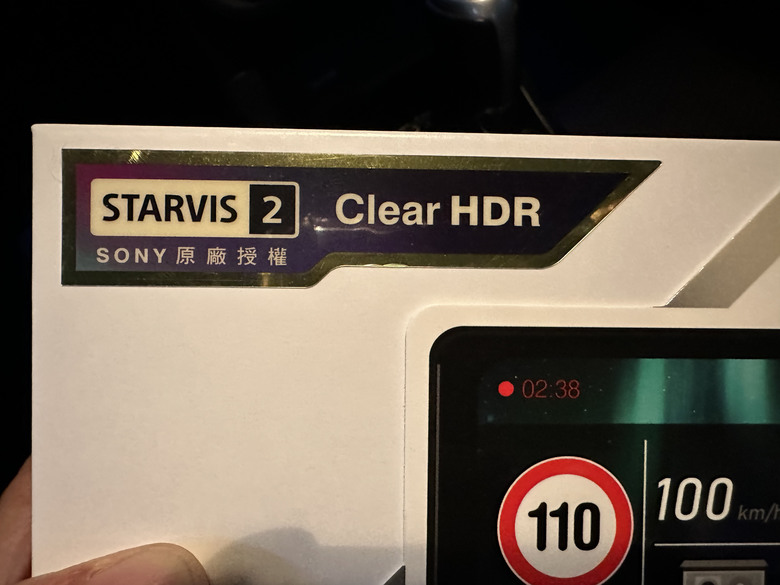 STARVIS 2
Clear HDR
SONY 原廠授權
02:38
110
100 km/h